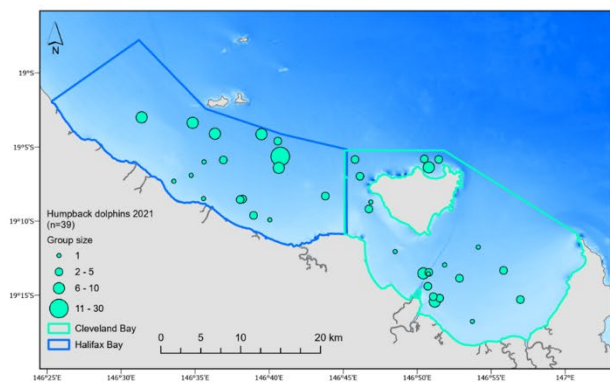 N
19°S
19°5'S
19°10'S
19°15'S
Humpback dolphins 2021
(n=39)
Group size
1
2 - 5
6 - 10
11 - 30
Cleveland Bay
Halifax Bay
0 5 10 20 km
146°25'E 146°30'E 146°35'E 146°40'E 146°45'E 146°50'E 146°55'E 147°E